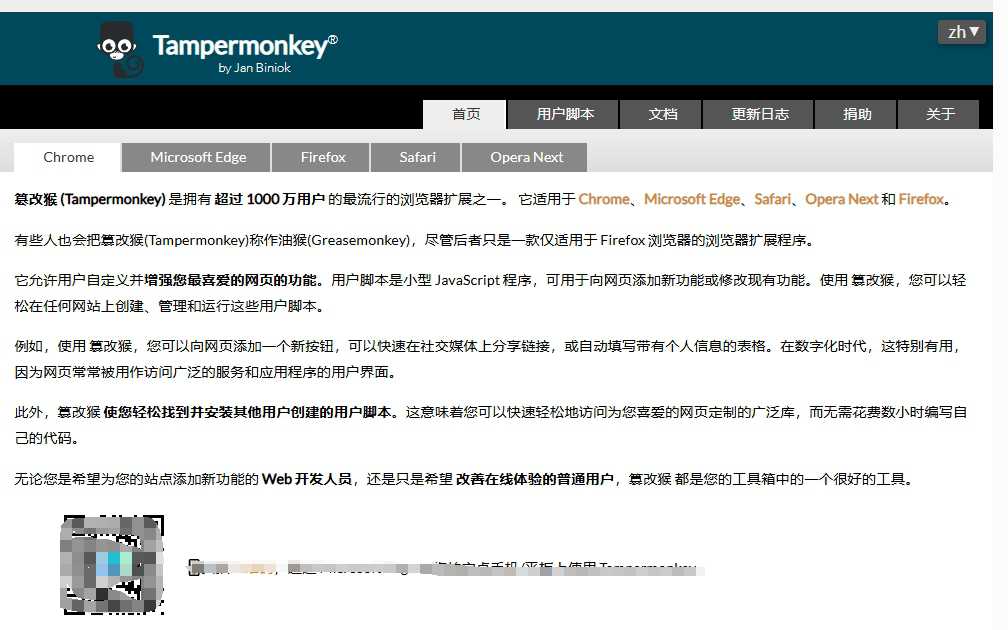 Tampermonkey®
by Jan Biniok
zh▼
首页 用户脚本 文档 更新日志 捐助 关于
Chrome Microsoft Edge Firefox Safari Opera Next
篡改猴 (Tampermonkey) 是拥有 超过 1000 万用户 的最流行的浏览器扩展之一。 它适用于 Chrome、Microsoft Edge、Safari、Opera Next 和 Firefox。
有些人也会把篡改猴(Tampermonkey)称作油猴(Greasemonkey)，尽管后者只是一款仅适用于 Firefox 浏览器的浏览器扩展程序。
它允许用户自定义并增强您最喜爱的网页的功能。用户脚本是小型 JavaScript 程序，可用于向网页添加新功能或修改现有功能。使用 篡改猴，您可以轻
松在任何网站上创建、管理和运行这些用户脚本。
例如，使用 篡改猴，您可以向网页添加一个新按钮，可以快速在社交媒体上分享链接，或自动填写带有个人信息的表格。在数字化时代，这特别有用，
因为网页常常被用作访问广泛的服务和应用程序的用户界面。
此外，篡改猴 使您轻松找到并安装其他用户创建的用户脚本。这意味着您可以快速轻松地访问为您喜爱的网页定制的广泛库，而无需花费数小时编写自
己的代码。
无论您是希望为您的站点添加新功能的 Web 开发人员，还是只是希望 改善在线体验的普通用户，篡改猴 都是您的工具箱中的一个很好的工具。
安卓手机/平板上使用 Tampermonkey